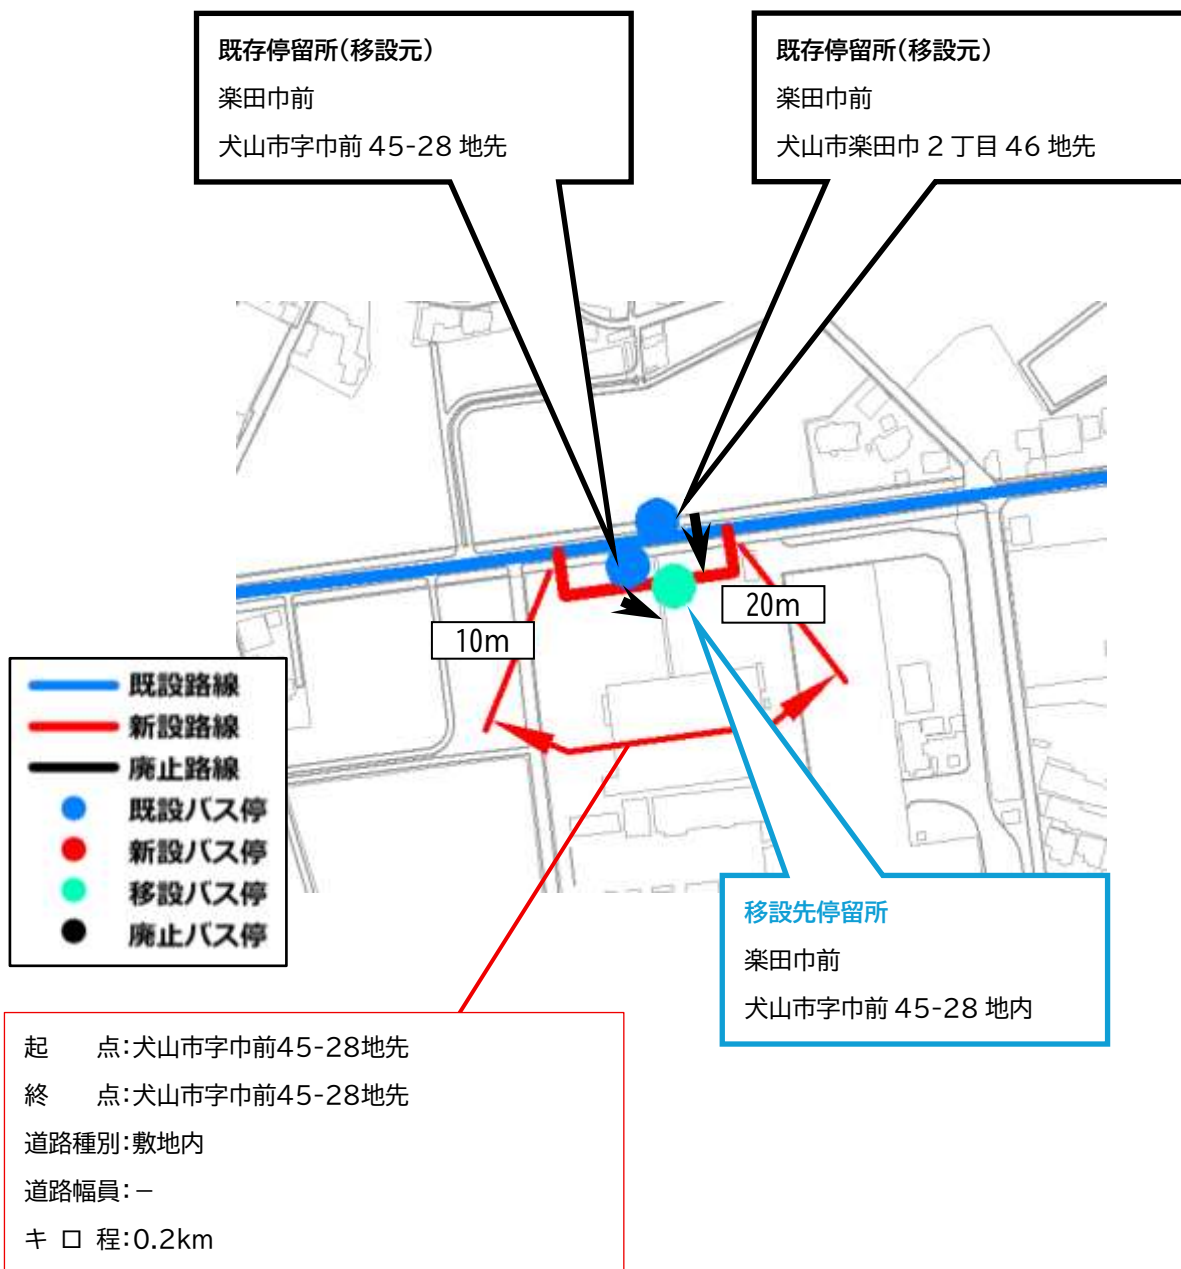 既存停留所(移設元)
楽田巾前
犬山市字巾前 45-28 地先
既存停留所(移設元)
楽田巾前
犬山市楽田巾 2 丁目 46 地先
10m
20m
既設路線
新設路線
廃止路線
既設バス停
新設バス停
移設バス停
廃止バス停
移設先停留所
楽田巾前
犬山市字巾前 45-28 地内
起　　点:犬山市字巾前45-28地先
終　　点:犬山市字巾前45-28地先
道路種別:敷地内
道路幅員:－
キ ロ 程:0.2km